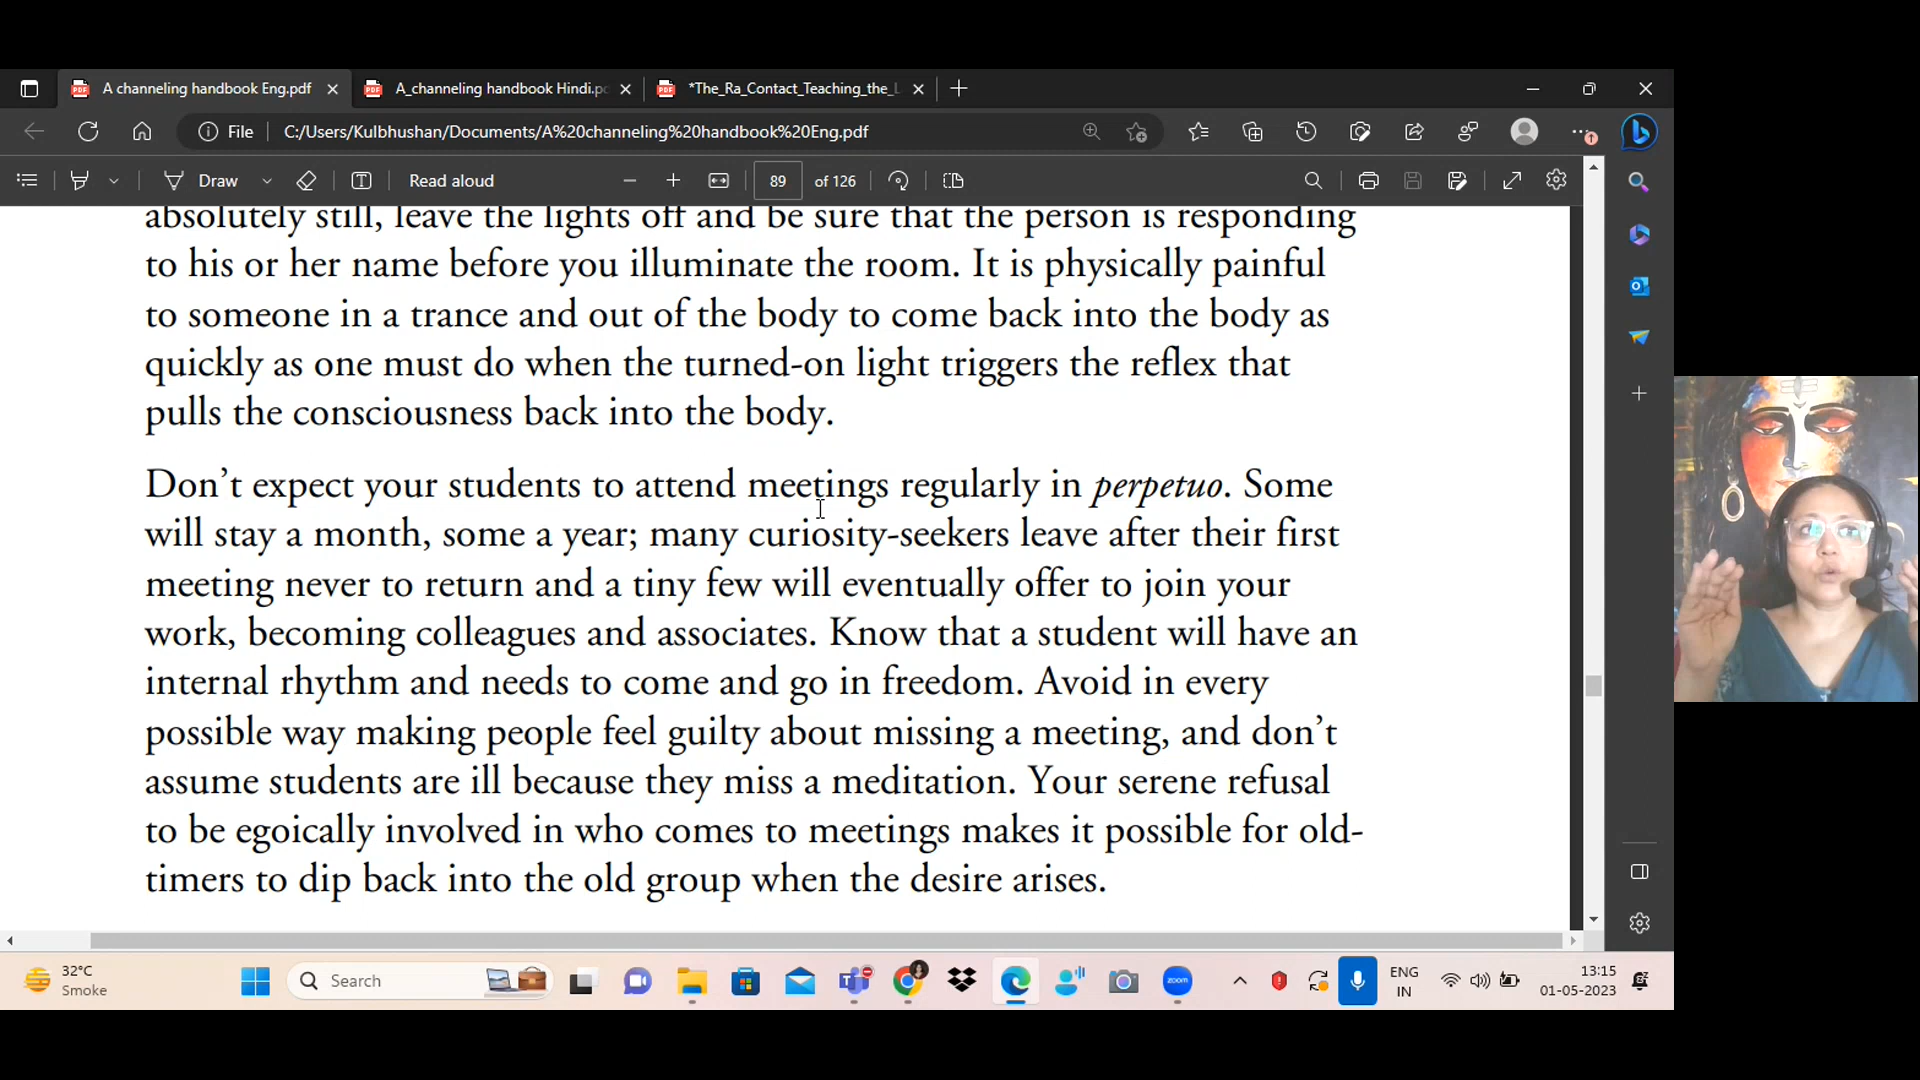 A channeling handbook Eng.pdf
A_channeling handbook Hindi.p
*The_Ra_Contact_Teaching_the_L
File
C:/Users/Kulbhushan/Documents/A%20channeling%20handbook%20Eng.pdf
Draw
Read aloud
89
of 126
absolutely still, leave the lights off and be sure that the person is responding
to his or her name before you illuminate the room. It is physically painful
to someone in a trance and out of the body to come back into the body as
quickly as one must do when the turned-on light triggers the reflex that
pulls the consciousness back into the body.
Don’t expect your students to attend meetings regularly in perpetuo. Some
will stay a month, some a year; many curiosity-seekers leave after their first
meeting never to return and a tiny few will eventually offer to join your
work, becoming colleagues and associates. Know that a student will have an
internal rhythm and needs to come and go in freedom. Avoid in every
possible way making people feel guilty about missing a meeting, and don’t
assume students are ill because they miss a meditation. Your serene refusal
to be egoically involved in who comes to meetings makes it possible for old-
timers to dip back into the old group when the desire arises.
32°C
Smoke
Search
zoom
ENG
IN
13:15
01-05-2023